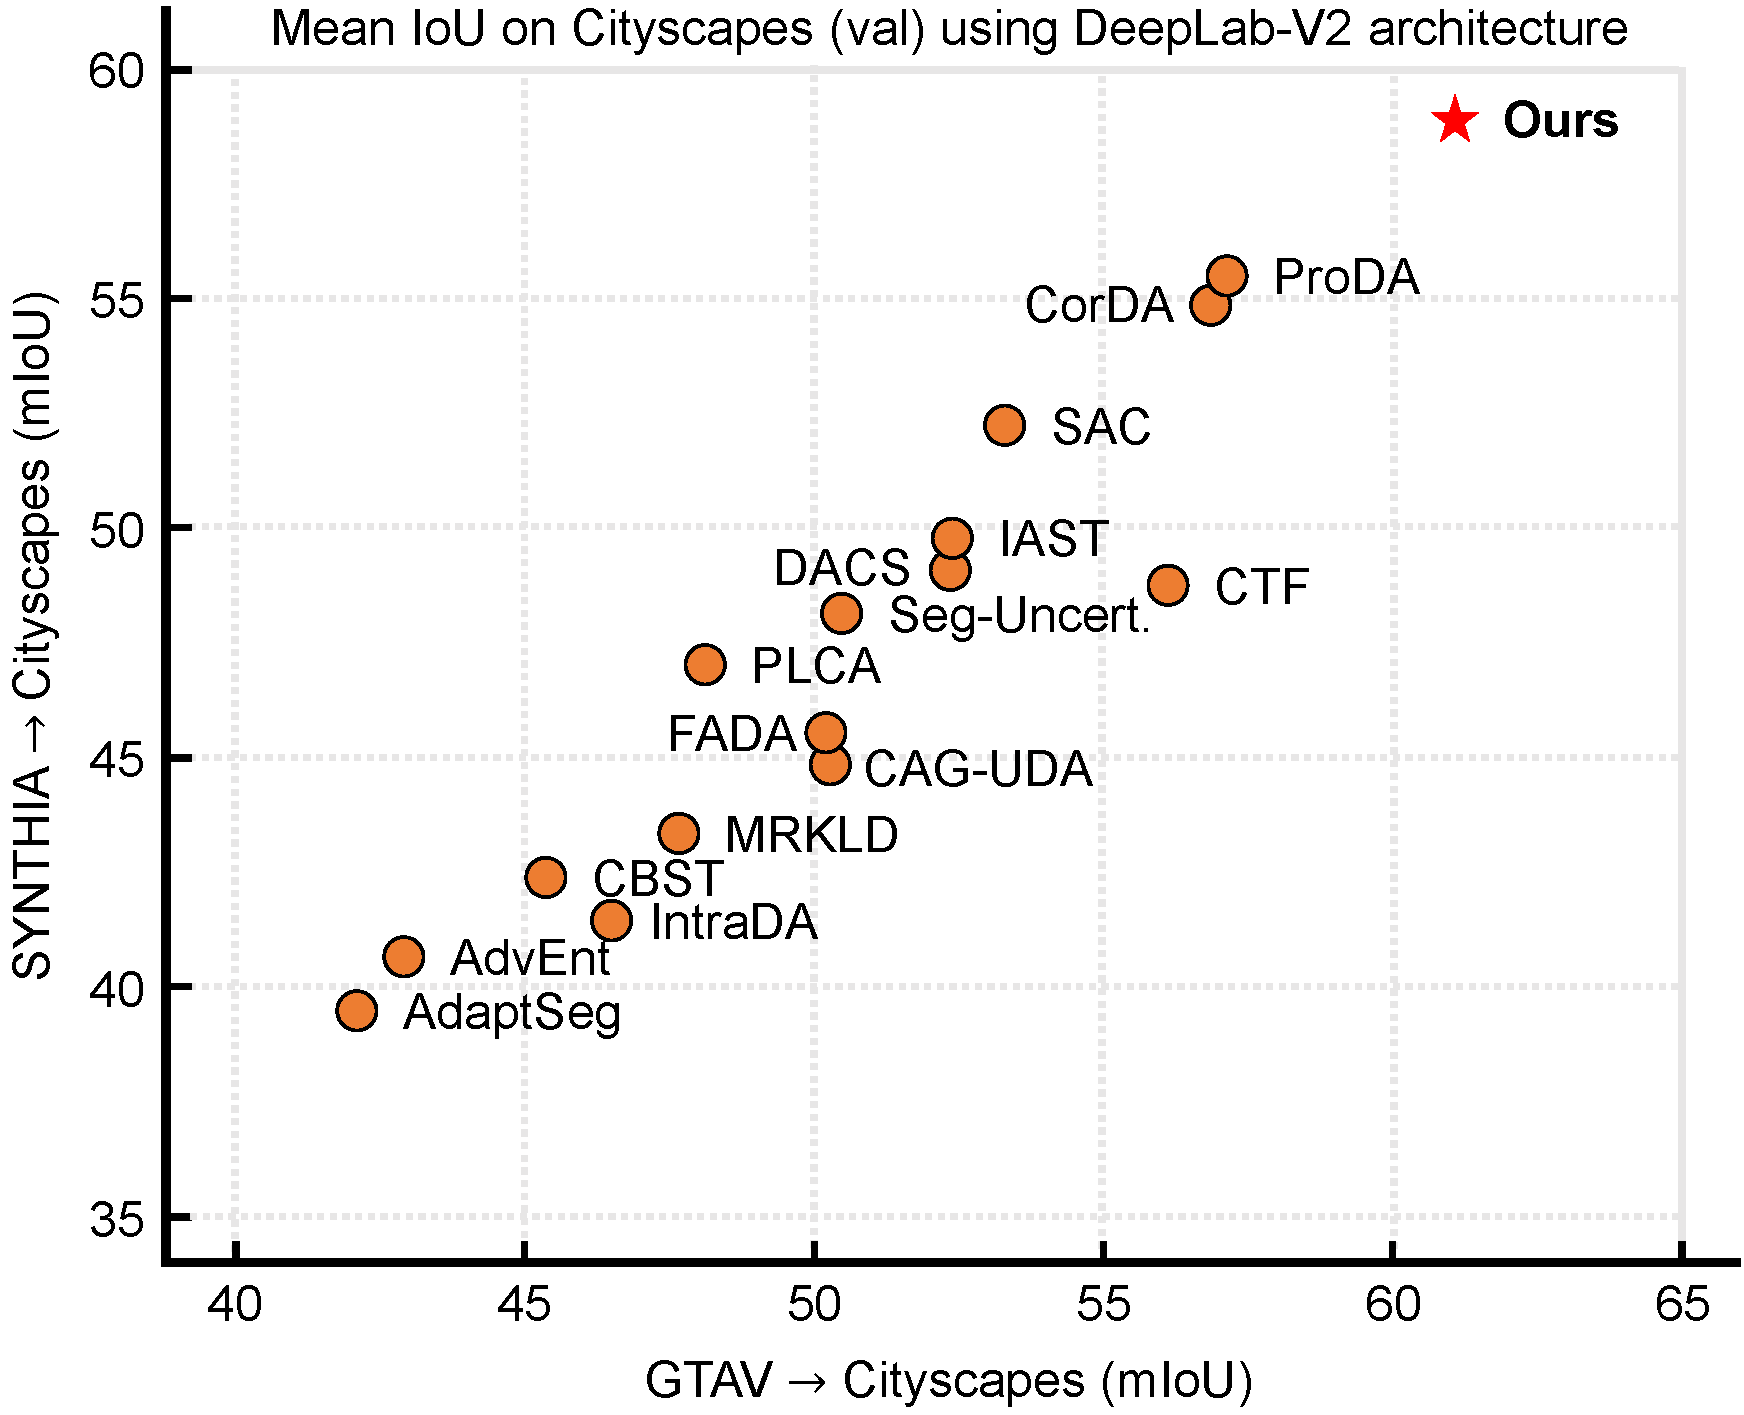 Mean IoU on Cityscapes (val) using DeepLab-V2 architecture
60
Ours
ProDA
55
CorDA
SAC
50
IAST
DACS
CTF
Seg-Uncert.
PLCA
FADA
45
CAG-UDA
MRKLD
CBST
IntraDA
AdvEnt
40
AdaptSeg
35
SYNTHIA → Cityscapes (mIoU)
40 45 50 55 60 65
GTAV → Cityscapes (mIoU)